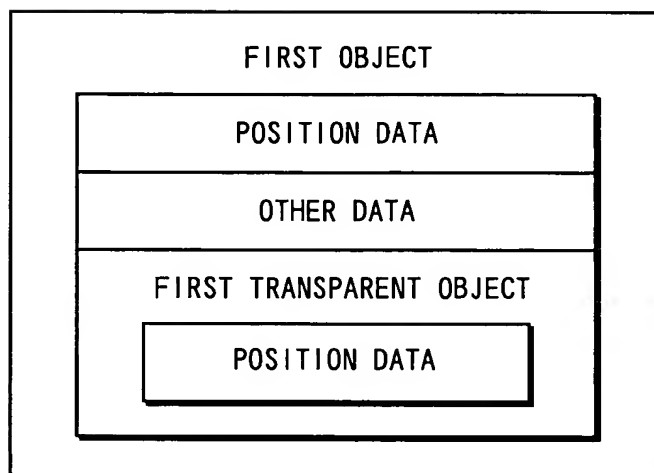 FIRST OBJECT
POSITION DATA
OTHER DATA
FIRST TRANSPARENT OBJECT
POSITION DATA